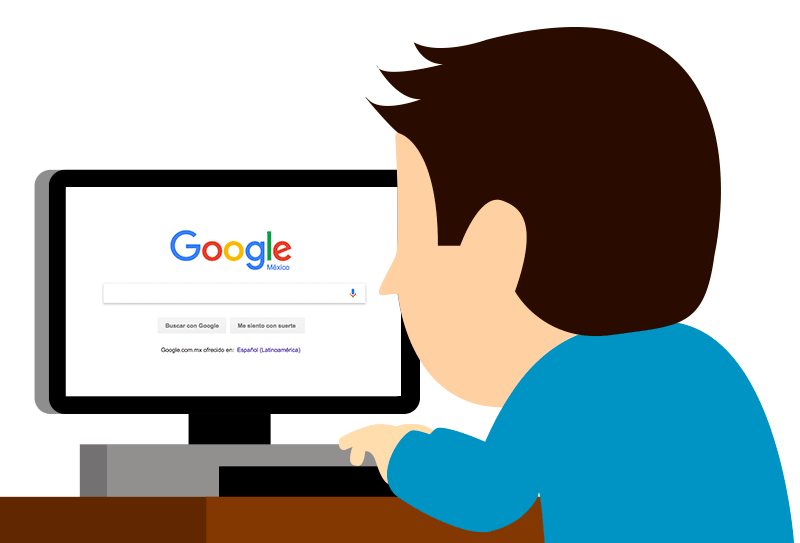 Google
México
Buscar con Google
Me siento con suerte
Google.com.mx ofrecido en: Español (Latinoamérica)